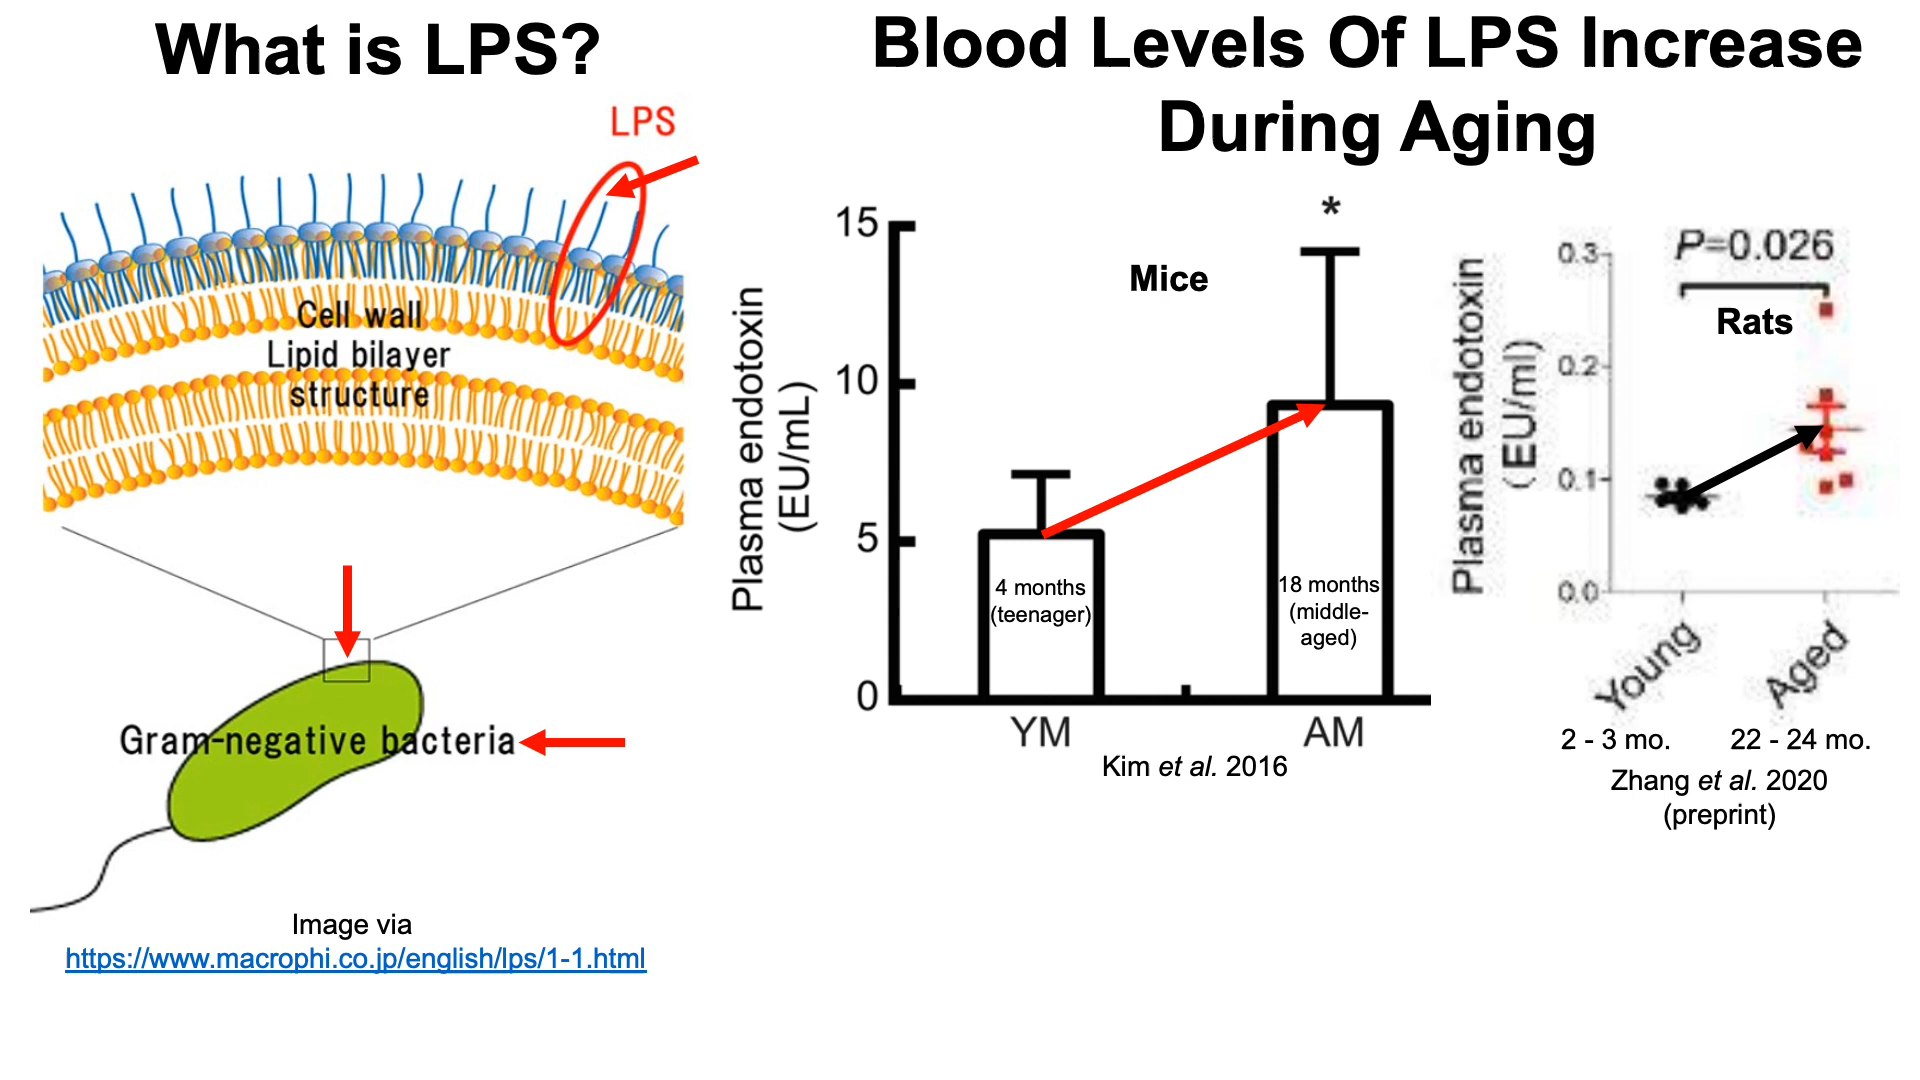 What is LPS?
LPS
Cell wall
Lipid bilayer
structure
Gram-negative bacteria
Image via
https://www.macrophi.co.jp/english/lps/1-1.html
Blood Levels Of LPS Increase
During Aging
Plasma endotoxin
(EU/mL)
15
10
5
0
*
Mice
4 months
(teenager)
18 months
(middle-
aged)
YM
AM
Kim et al. 2016
Plasma endotoxin
(EU/ml)
0.3
0.2
0.1
0.0
P=0.026
Rats
Young
Aged
2 - 3 mo.
22 - 24 mo.
Zhang et al. 2020
(preprint)